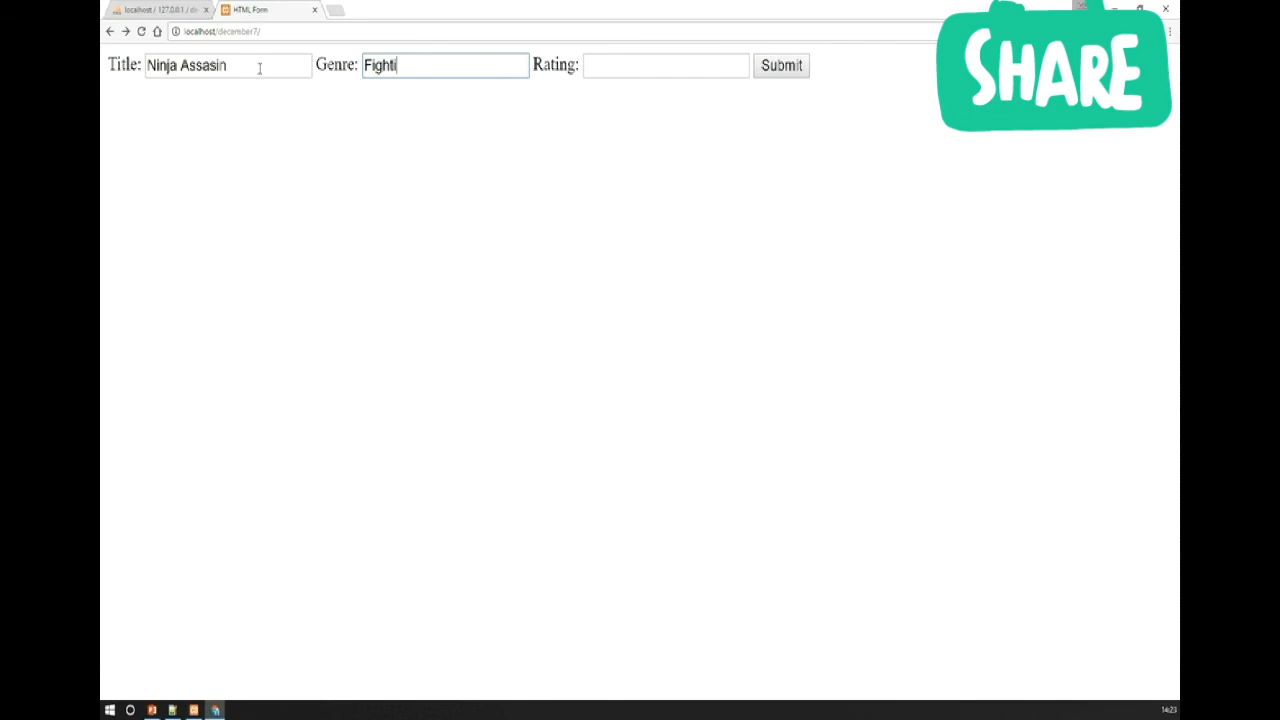 localhost / 127.0.0.1 / de
HTML Form
localhost/december7/
Title: Ninja Assasin Genre: Fighti Rating: Submit
SHARE
14:23